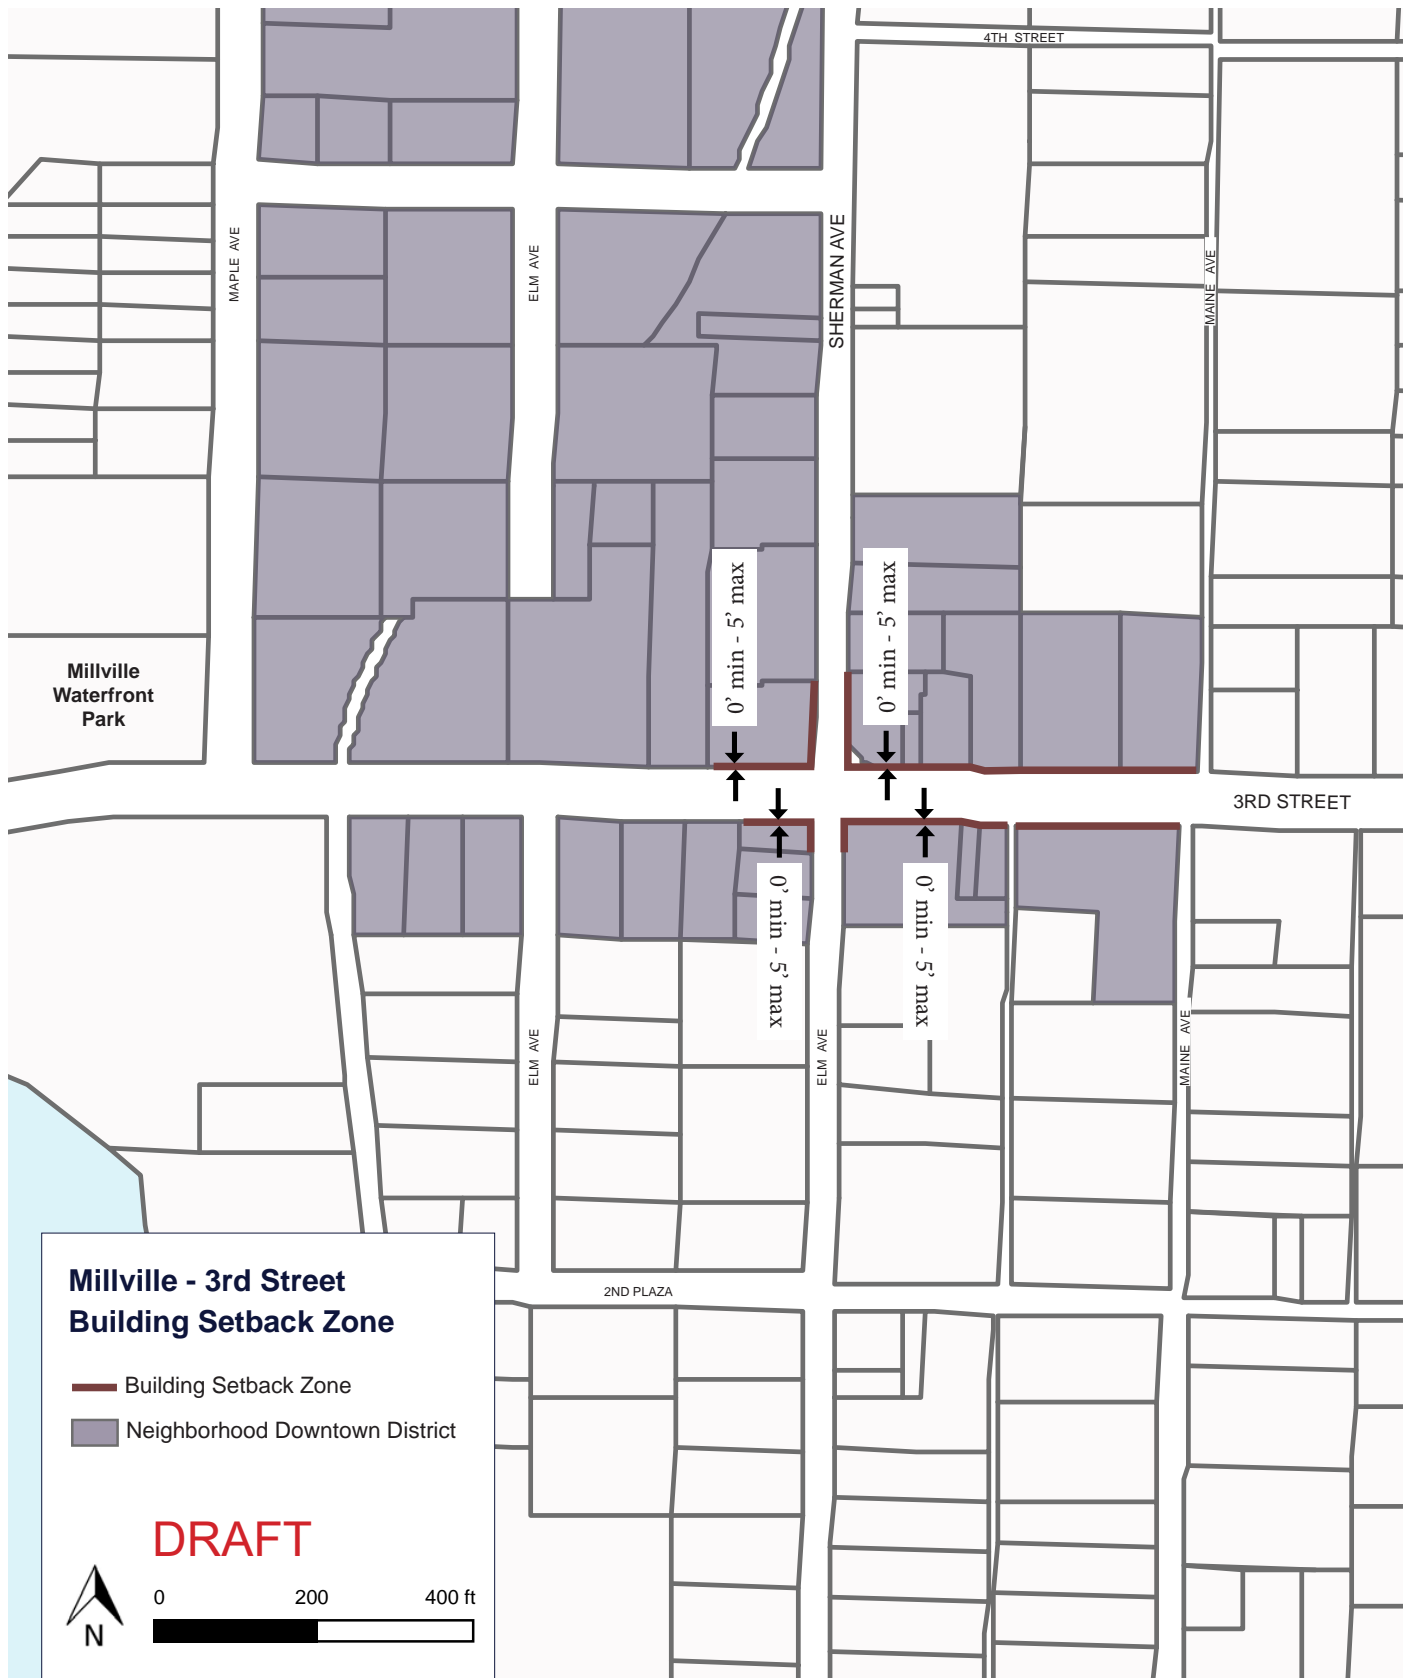 4TH STREET
MAPLE AVE
ELM AVE
SHERMAN AVE
MAINE AVE
0' min - 5' max
0' min - 5' max
Millville
Waterfront
Park
3RD STREET
0' min - 5' max
0' min - 5' max
ELM AVE
ELM AVE
MAINE AVE
2ND PLAZA
Millville - 3rd Street
Building Setback Zone
Building Setback Zone
Neighborhood Downtown District
DRAFT
0 200 400 ft
N